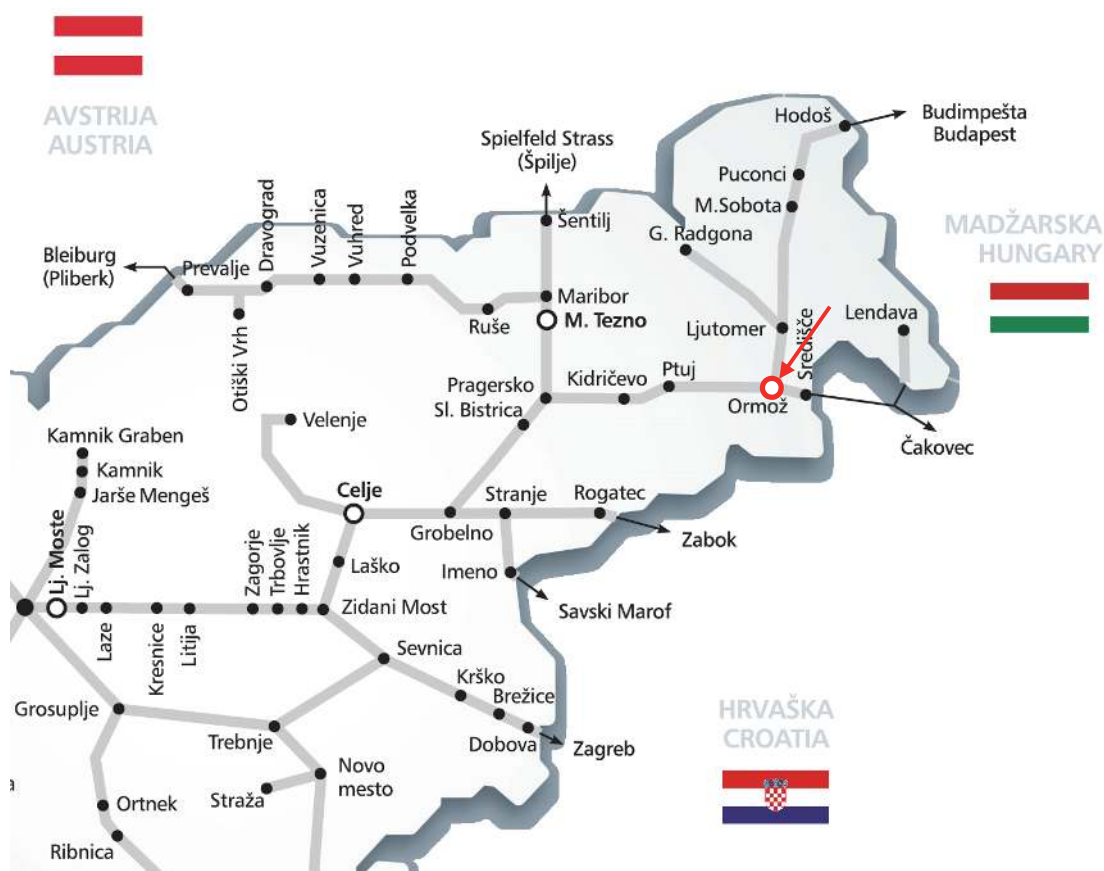 AVSTRIJA
AUSTRIA
Hodoš
Budimpešta
Budapest
Spielfeld Strass
(Špilje)
Puconci
M.Sobota
MADŽARSKA
HUNGARY
Šentilj
G. Radgona
Bleiburg
(Pliberk)
Prevalje
Dravograd
Vuzenica
Vuhred
Podvelka
Maribor
Ruše
M. Tezno
Otiški Vrh
Ljutomer
Središče
Lendava
Pragersko
Kidričevo
Ptuj
Sl. Bistrica
Ormož
Čakovec
Velenje
Kamnik Graben
Kamnik
Jarše Mengeš
Celje
Stranje
Rogatec
Grobelno
Zabok
Lj. Moste
Lj. Zalog
Zagorje
Trbovlje
Hrastnik
Laško
Imeno
Savski Marof
Zidani Most
Laze
Kresnice
Litija
Sevnica
Krško
Brežice
Grosuplje
Trebnje
Dobova
Zagreb
HRVAŠKA
CROATIA
Novo
mesto
Straža
a
Ortnek
Ribnica